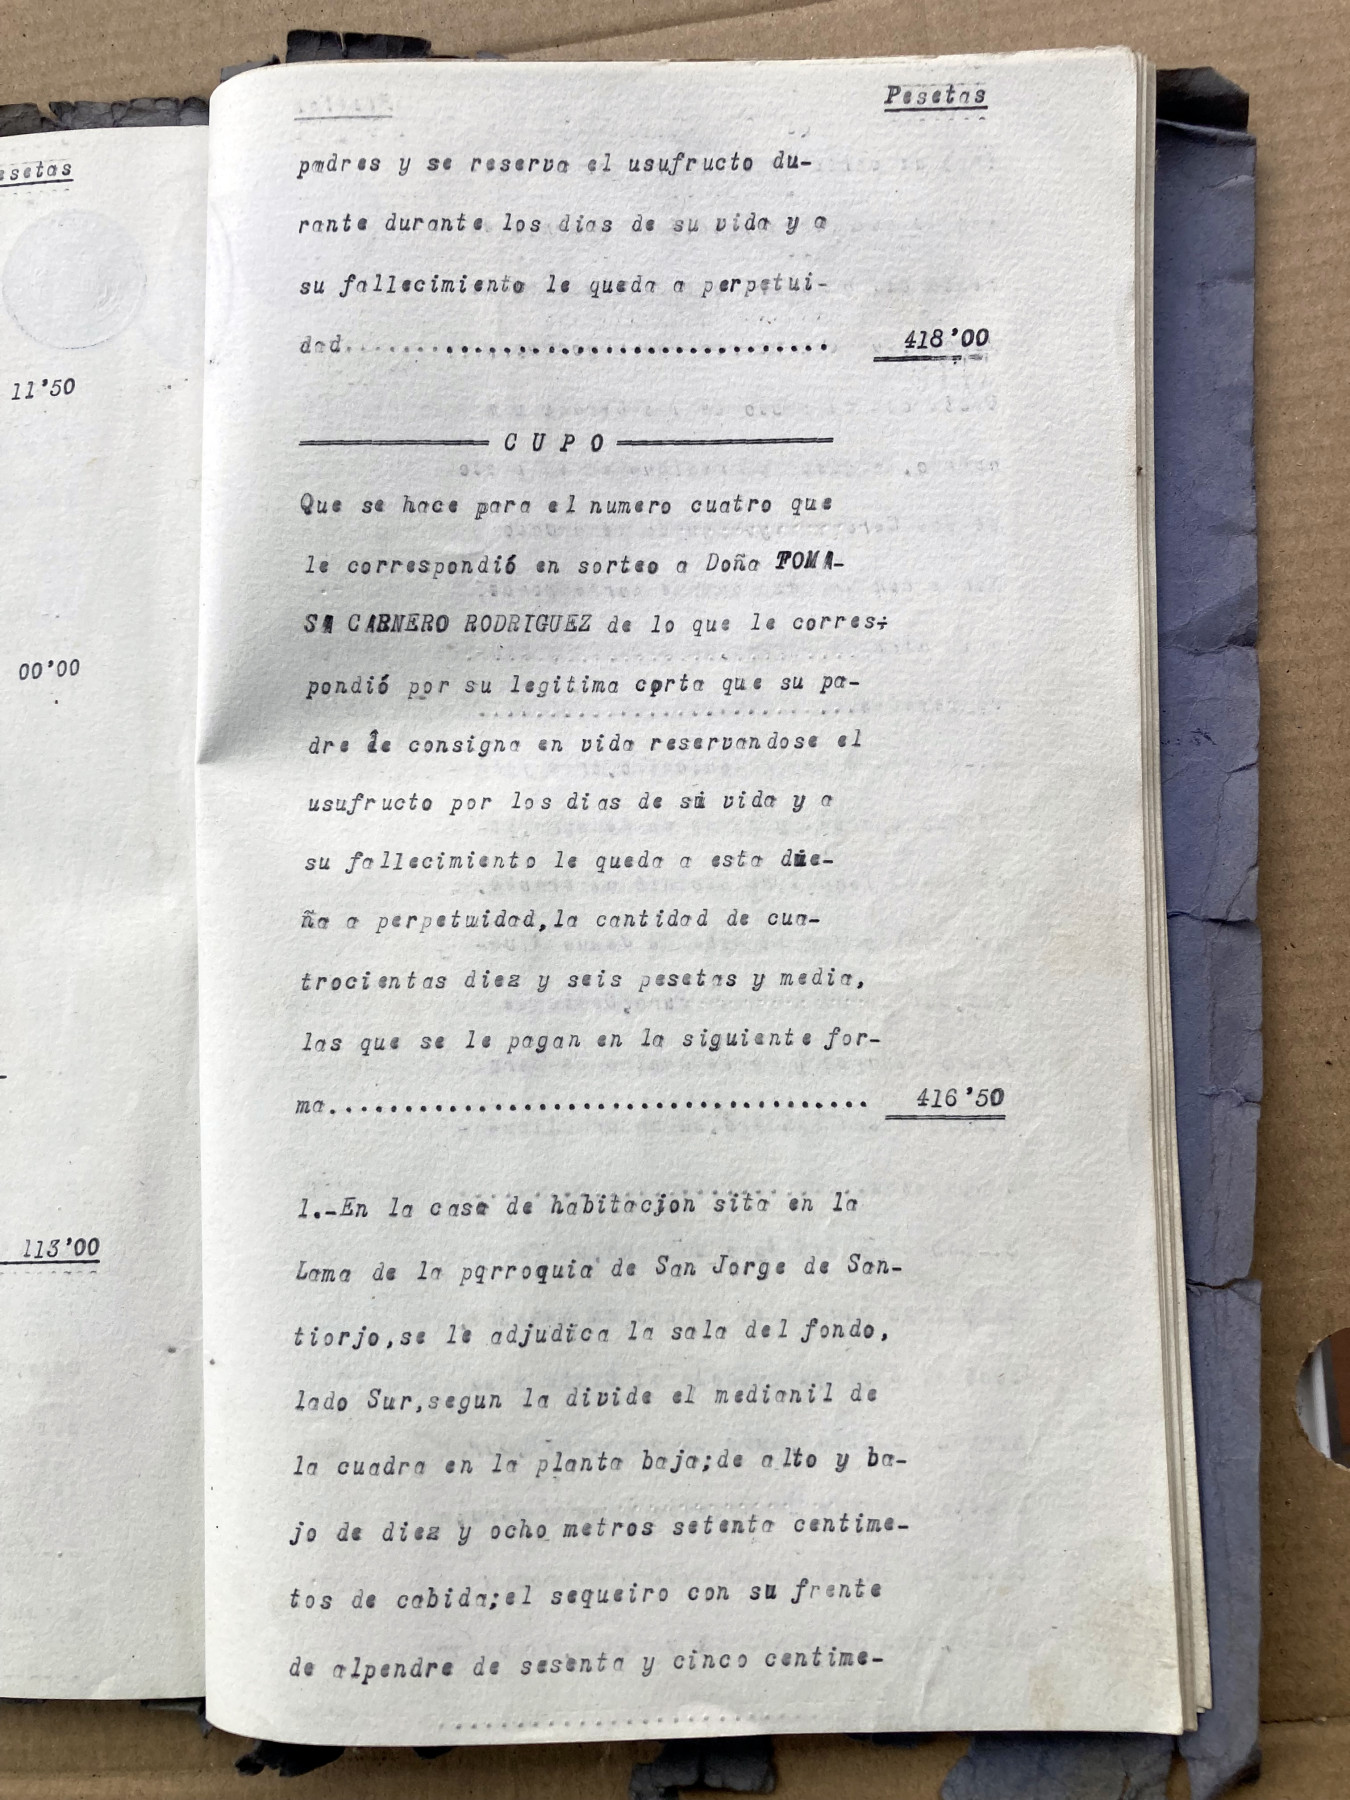 esetas
11'50
00'00
113'00
Pesetas
padres y se reserva el usufructo du-
rante durante los dias de su vida y a
su fallecimiento le queda a perpetui-
dad.................................. 418'00
C U P O
Que se hace para el numero cuatro que
le correspondió en sorteo a Doña TOMA-
SA CARNERO RODRIGUEZ de lo que le corres-
pondió por su legitima corta que su pa-
dre le consigna en vida reservandose el
usufructo por los dias de su vida y a
su fallecimiento le queda a esta due-
ña a perpetuidad,la cantidad de cua-
trocientas diez y seis pesetas y media,
las que se le pagan en la siguiente for-
ma.................................... 416'50
1.-En la casa de habitacjon sita en la
Lama de la pqrroquia de San Jorge de San-
tiorjo,se le adjudica la sala del fondo,
lado Sur,segun la divide el medianil de
la cuadra en la planta baja;de alto y ba-
jo de diez y ocho metros setenta centime-
tos de cabida;el sequeiro con su frente
de alpendre de sesenta y cinco centime-